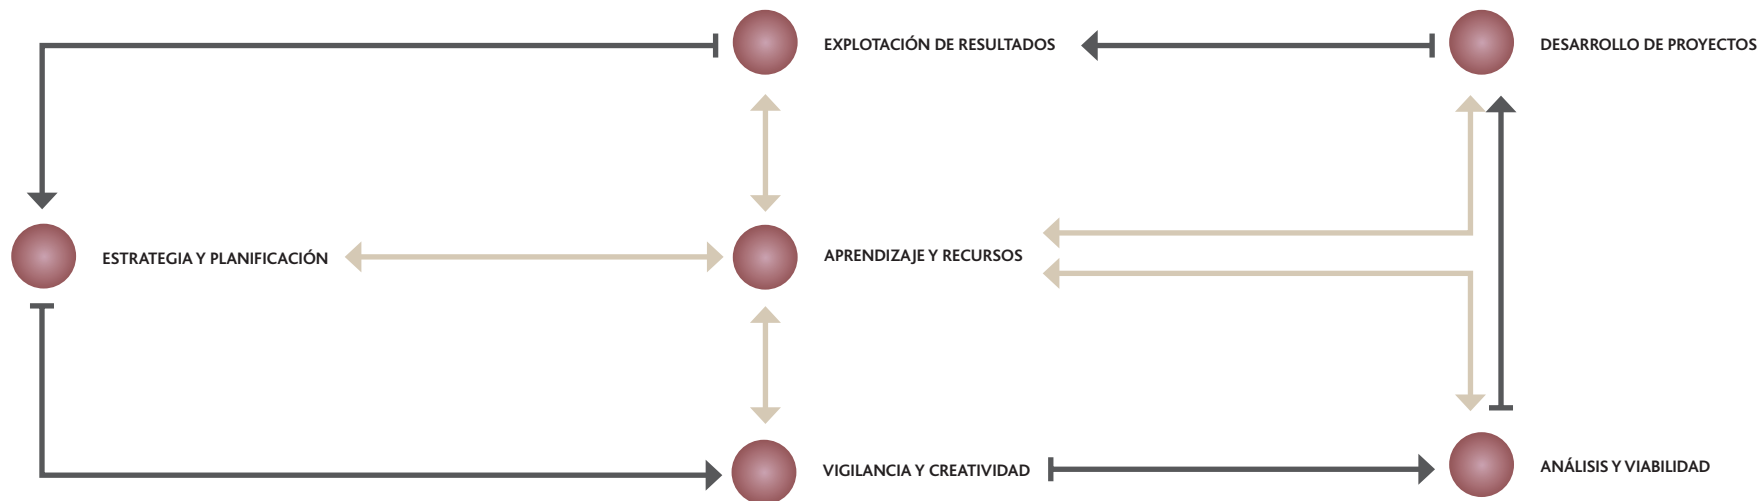 EXPLOTACIÓN DE RESULTADOS
DESARROLLO DE PROYECTOS
ESTRATEGIA Y PLANIFICACIÓN
APRENDIZAJE Y RECURSOS
VIGILANCIA Y CREATIVIDAD
ANÁLISIS Y VIABILIDAD